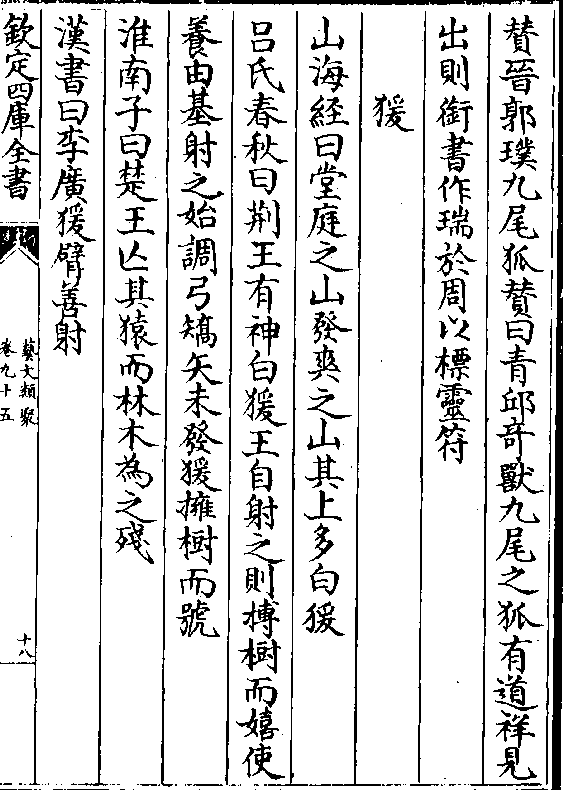 贊晉郭璞九尾狐贊曰青邱竒獸九尾之狐有道祥見
出則銜書作瑞於周以標靈符
猨
山海經曰堂庭之山發爽之山其上多白猨
吕氏春秋曰荆王有神白猨王自射之則搏樹而嬉使
養由基射之始調弓矯矢未發猨擁樹而號
淮南子曰楚王亾其猿而林木為之殘
漢書曰李廣猨臂善射
欽定四庫全書
藝文類聚
卷九十五
十八